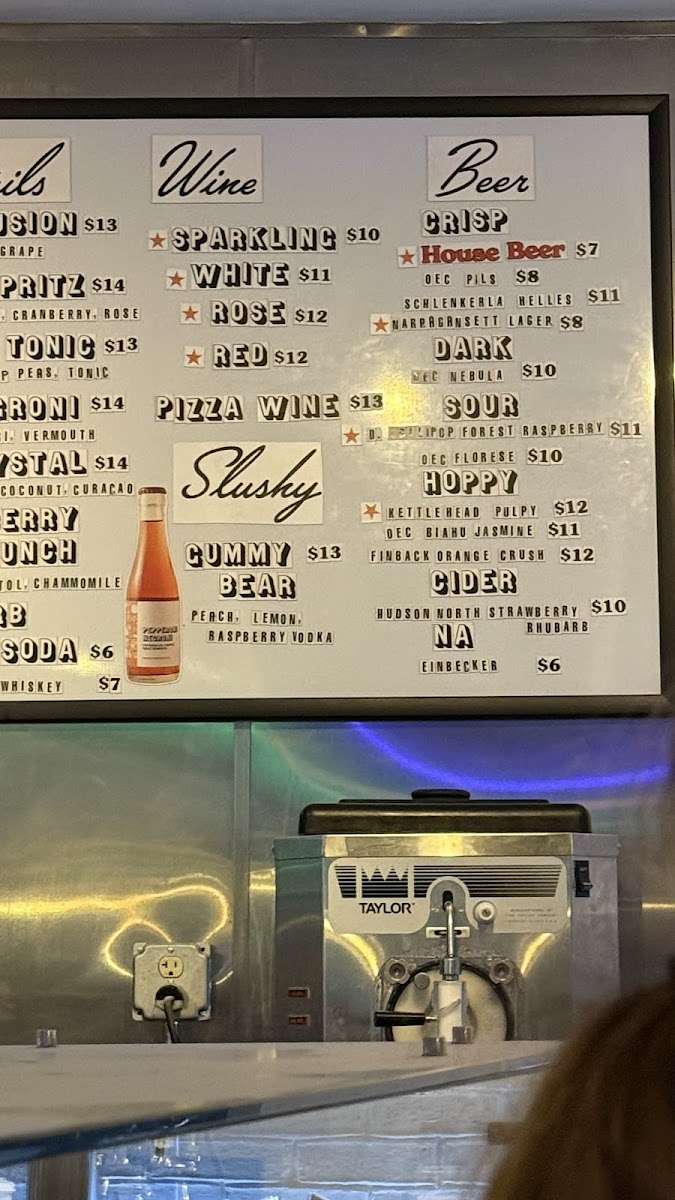 ils
USION $13
GRAPE
PRITZ $14
, CRANBERRY, ROSE
TONIC $13
P PERS, TONIC
GRONI $14
I, VERMOUTH
YSTAL $14
COCONUT, CURACAO
ERRY
UNCH
TOL, CHAMMOMILE
RB
SODA $6
WHISKEY $7
Wine
SPARKLING $10
WHITE $11
ROSE $12
RED $12
PIZZA WINE $13
Slushy
GUMMY $13
BEAR
PEACH, LEMON,
RASPBERRY VODKA
Beer
CRISP
House Beer $7
OEC PILS $8
SCHLENKERLA HELLES $11
NARRAGANSETT LAGER $8
DARK
OEC NEBULA $10
SOUR
D. FOREST RASPBERRY $11
OEC FLORESE $10
HOPPY
KETTLEHEAD PULPY $12
OEC BIAHU JASMINE $11
FINBACK ORANGE CRUSH $12
CIDER
HUDSON NORTH STRAWBERRY $10
RHUBARB
NA
EINBECKER $6
TAYLOR